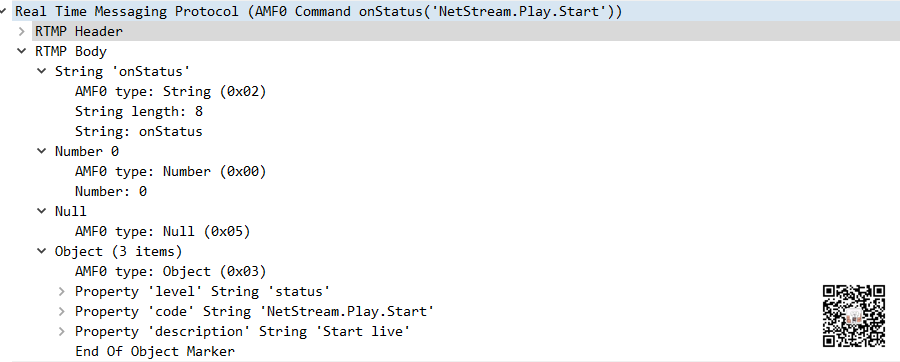 Real Time Messaging Protocol (AMF0 Command onStatus('NetStream.Play.Start'))
RTMP Header
RTMP Body
String 'onStatus'
AMF0 type: String (0x02)
String length: 8
String: onStatus
Number 0
AMF0 type: Number (0x00)
Number: 0
Null
AMF0 type: Null (0x05)
Object (3 items)
AMF0 type: Object (0x03)
Property 'level' String 'status'
Property 'code' String 'NetStream.Play.Start'
Property 'description' String 'Start live'
End Of Object Marker